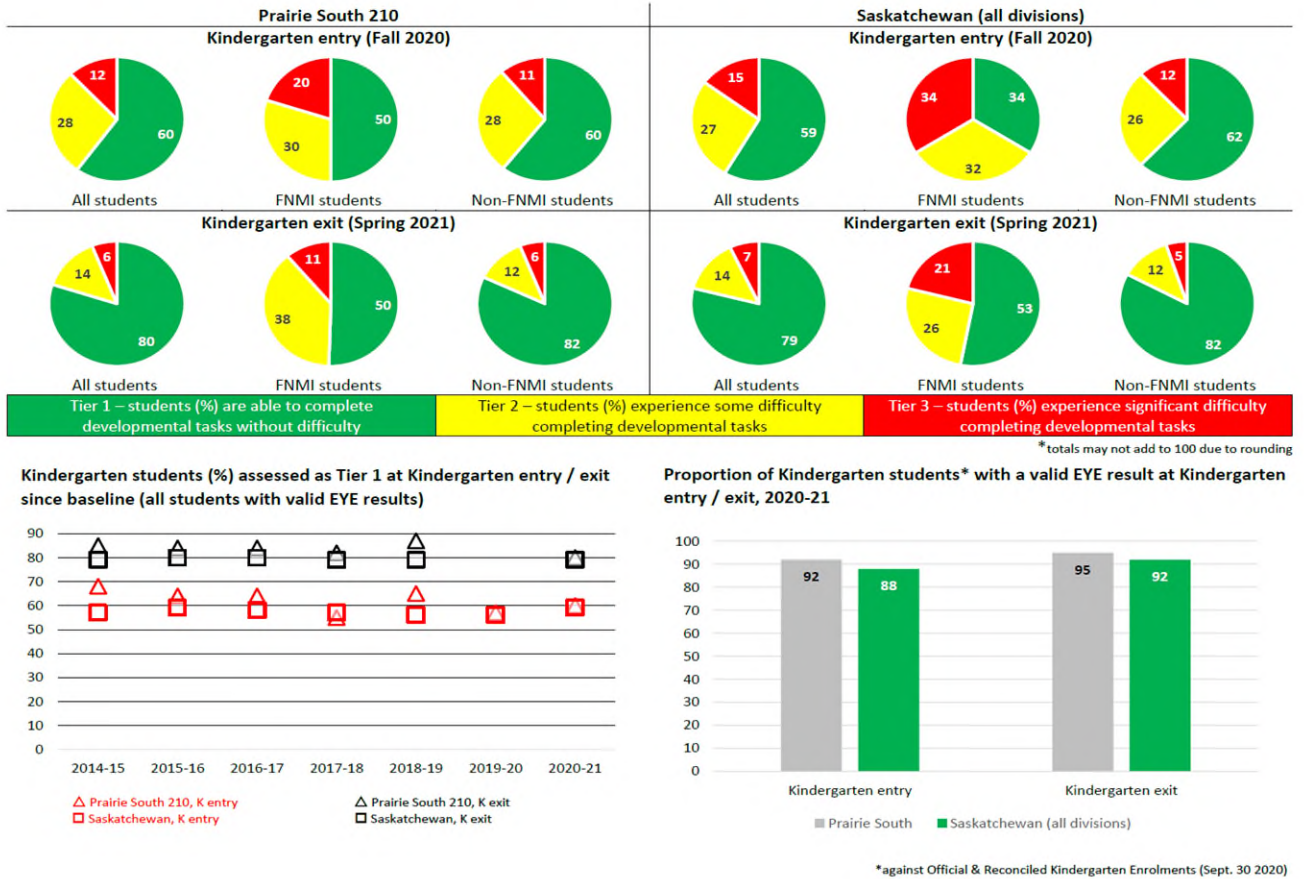 Prairie South 210
Saskatchewan (all divisions)
Kindergarten entry (Fall 2020)
Kindergarten entry (Fall 2020)
12
28
60
All students
20
30
50
FNMI students
11
28
60
Non-FNMI students
15
27
59
All students
34
34
32
FNMI students
12
26
62
Non-FNMI students
Kindergarten exit (Spring 2021)
Kindergarten exit (Spring 2021)
6
14
80
All students
11
38
50
FNMI students
6
12
82
Non-FNMI students
7
14
79
All students
21
26
53
FNMI students
5
12
82
Non-FNMI students
Tier 1 – students (%) are able to complete
developmental tasks without difficulty
Tier 2 – students (%) experience some difficulty
completing developmental tasks
Tier 3 – students (%) experience significant difficulty
completing developmental tasks
*totals may not add to 100 due to rounding
Kindergarten students (%) assessed as Tier 1 at Kindergarten entry / exit
since baseline (all students with valid EYE results)
90
80
70
60
50
40
30
20
10
0
2014-15 2015-16 2016-17 2017-18 2018-19 2019-20 2020-21
Prairie South 210, K entry
Saskatchewan, K entry
Prairie South 210, K exit
Saskatchewan, K exit
Proportion of Kindergarten students* with a valid EYE result at Kindergarten
entry / exit, 2020-21
100
90
80
70
60
50
40
30
20
10
0
92
88
95
92
Kindergarten entry
Kindergarten exit
Prairie South
Saskatchewan (all divisions)
*against Official & Reconciled Kindergarten Enrolments (Sept. 30 2020)